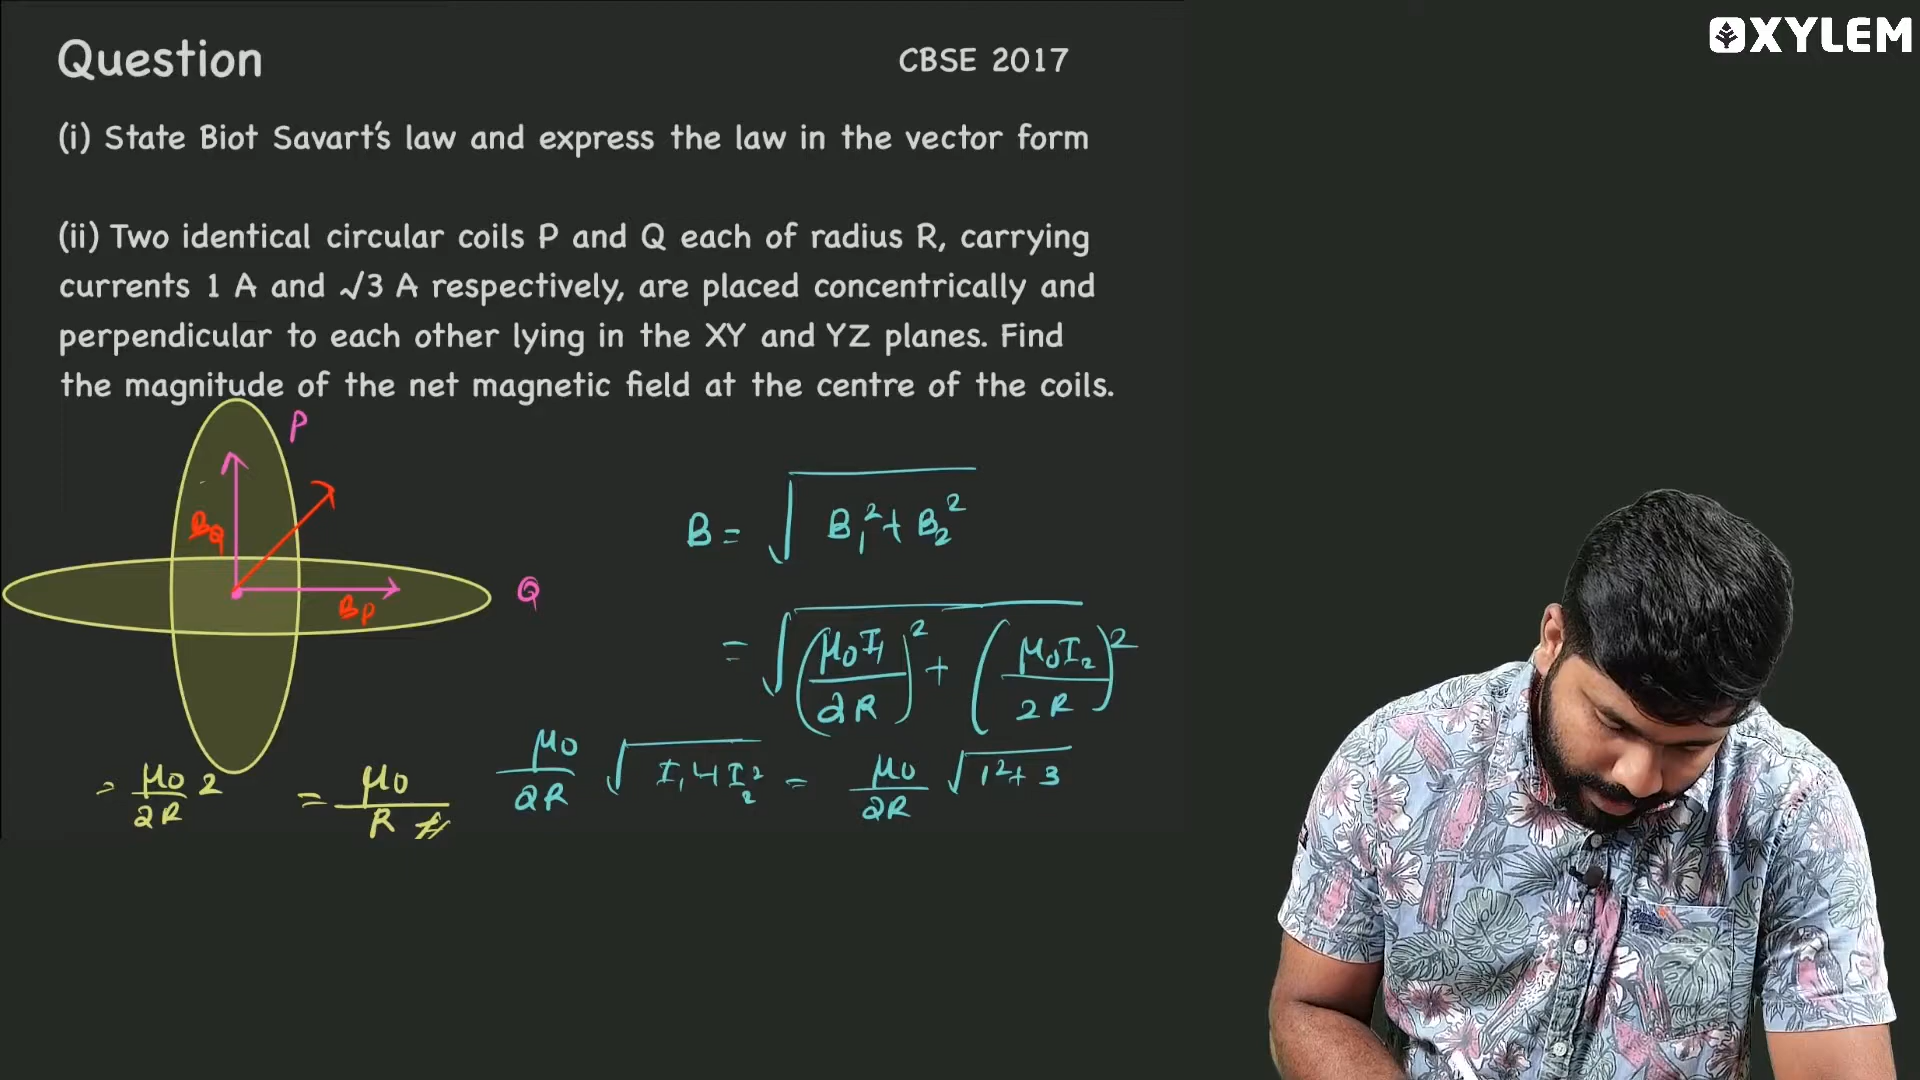 XYLEM
Question
CBSE 2017
(i) State Biot Savart's law and express the law in the vector form
(ii) Two identical circular coils P and Q each of radius R, carrying
currents 1 A and √3 A respectively, are placed concentrically and
perpendicular to each other lying in the XY and YZ planes. Find
the magnitude of the net magnetic field at the centre of the coils.
P
B_Q
B_P
Q
B = √(B₁² + B₂²)
= √((μ₀I₁/2R)² + (μ₀I₂/2R)²)
μ₀/2R √(I₁ + I₂²) = μ₀/2R √(1² + 3)
= μ₀/2R 2 = μ₀/R